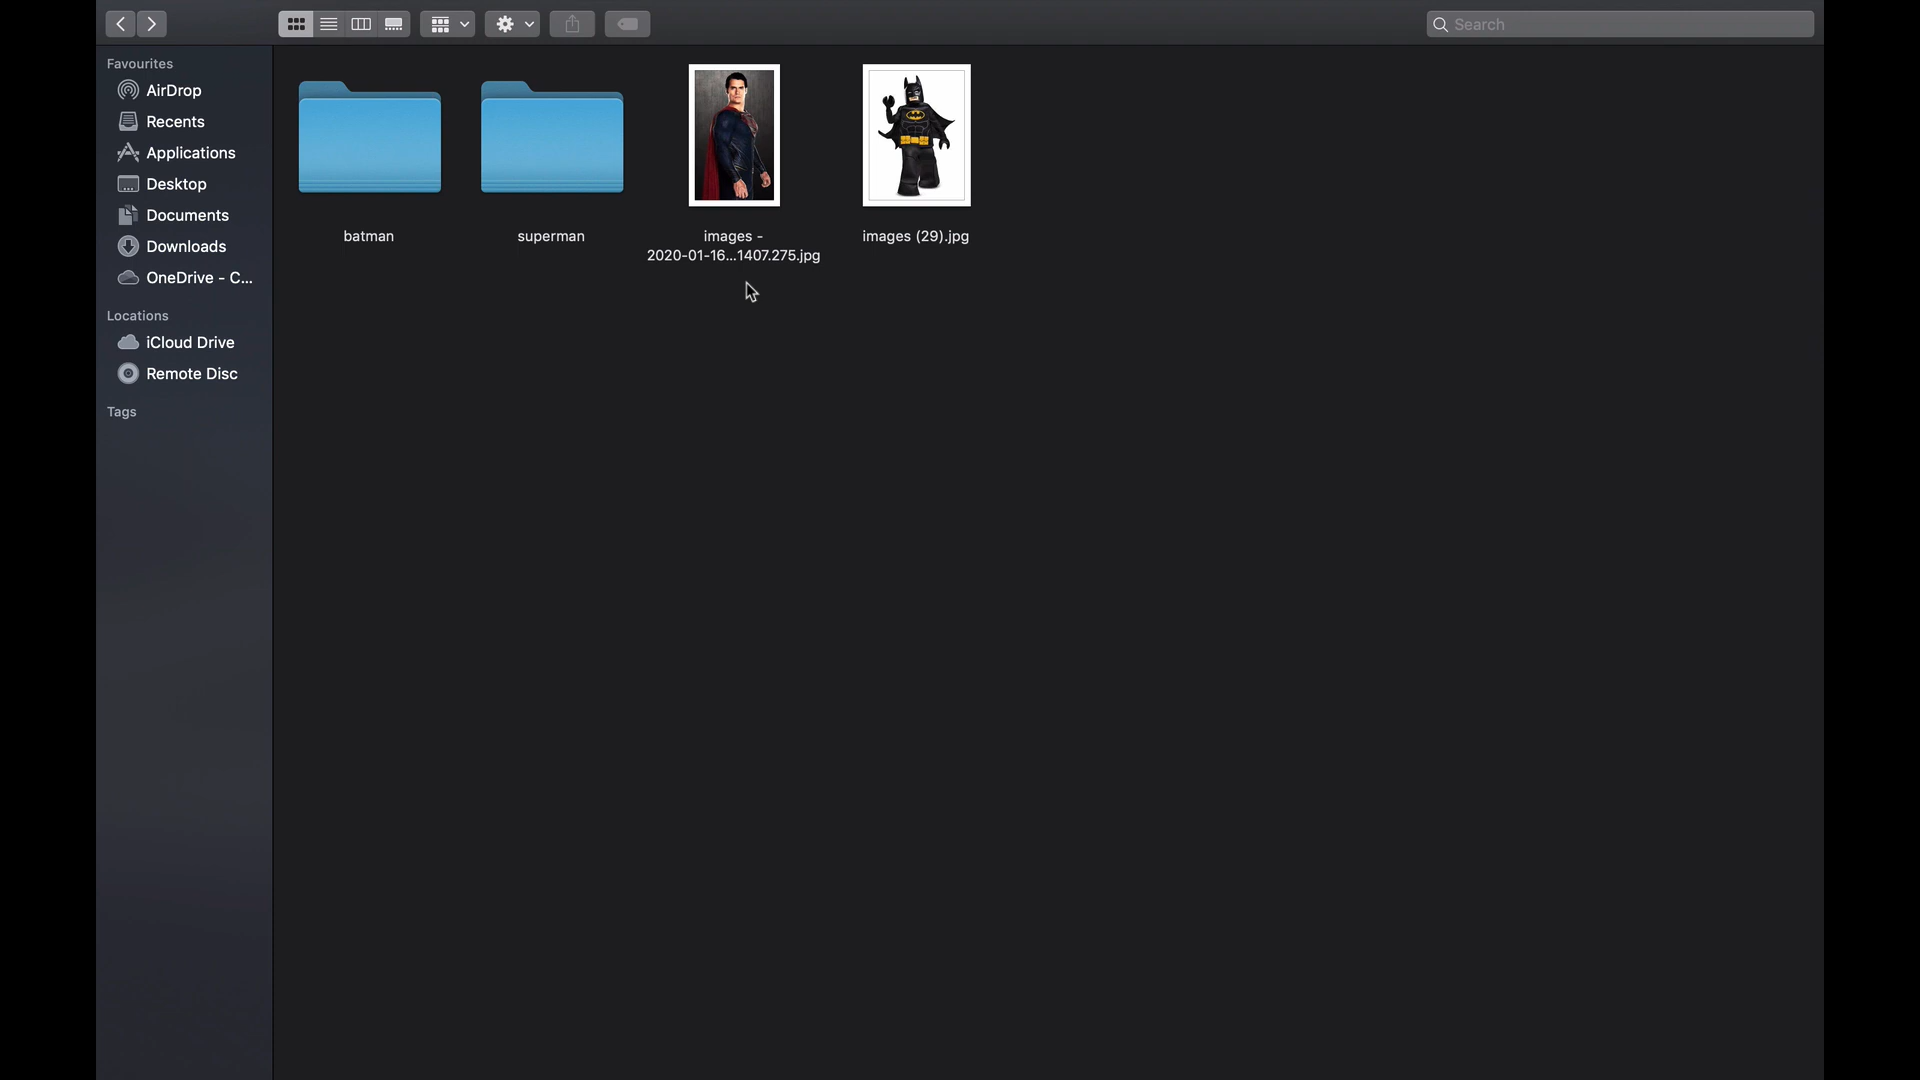 Search
Favourites
AirDrop
Recents
Applications
Desktop
Documents
Downloads
OneDrive - C...
Locations
iCloud Drive
Remote Disc
Tags
batman
superman
images -
2020-01-16...1407.275.jpg
images (29).jpg